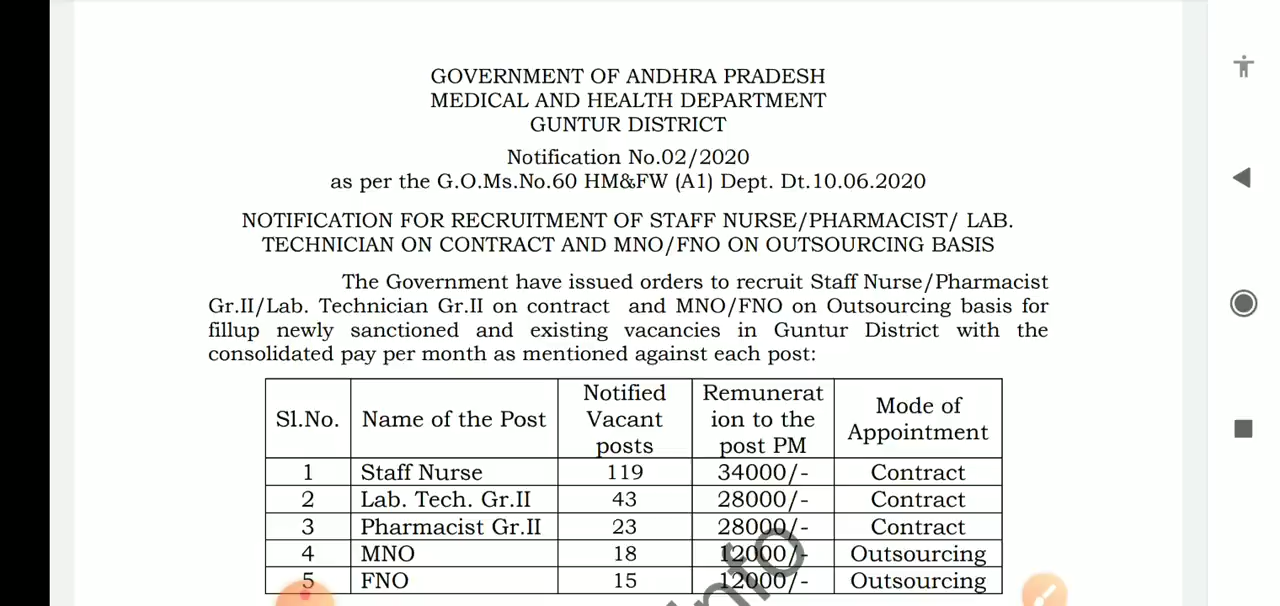 GOVERNMENT OF ANDHRA PRADESH
MEDICAL AND HEALTH DEPARTMENT
GUNTUR DISTRICT
Notification No.02/2020
as per the G.O.Ms.No.60 HM&FW (A1) Dept. Dt.10.06.2020
NOTIFICATION FOR RECRUITMENT OF STAFF NURSE/PHARMACIST/ LAB.
TECHNICIAN ON CONTRACT AND MNO/FNO ON OUTSOURCING BASIS
The Government have issued orders to recruit Staff Nurse/Pharmacist
Gr.II/Lab. Technician Gr.II on contract and MNO/FNO on Outsourcing basis for
fillup newly sanctioned and existing vacancies in Guntur District with the
consolidated pay per month as mentioned against each post:
Sl.No. Name of the Post Notified Vacant posts Remunerat ion to the post PM Mode of Appointment
1 Staff Nurse 119 34000/- Contract
2 Lab. Tech. Gr.II 43 28000/- Contract
3 Pharmacist Gr.II 23 28000/- Contract
4 MNO 18 12000/- Outsourcing
5 FNO 15 12000/- Outsourcing